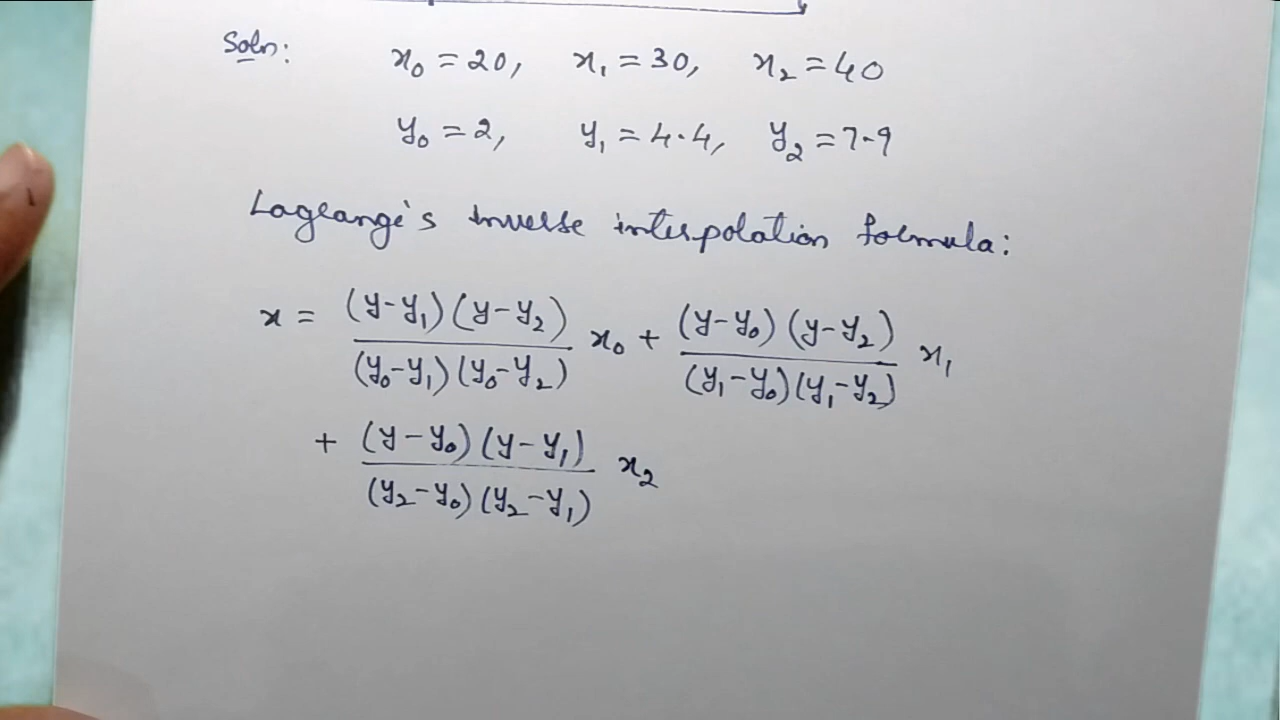 Soln: x₀ = 20, x₁ = 30, x₂ = 40
y₀ = 2, y₁ = 4.4, y₂ = 7.9
Lagrange's inverse interpolation formula:
x = (y-y₁)(y-y₂)/(y₀-y₁)(y₀-y₂) x₀ + (y-y₀)(y-y₂)/(y₁-y₀)(y₁-y₂) x₁
+ (y-y₀)(y-y₁)/(y₂-y₀)(y₂-y₁) x₂